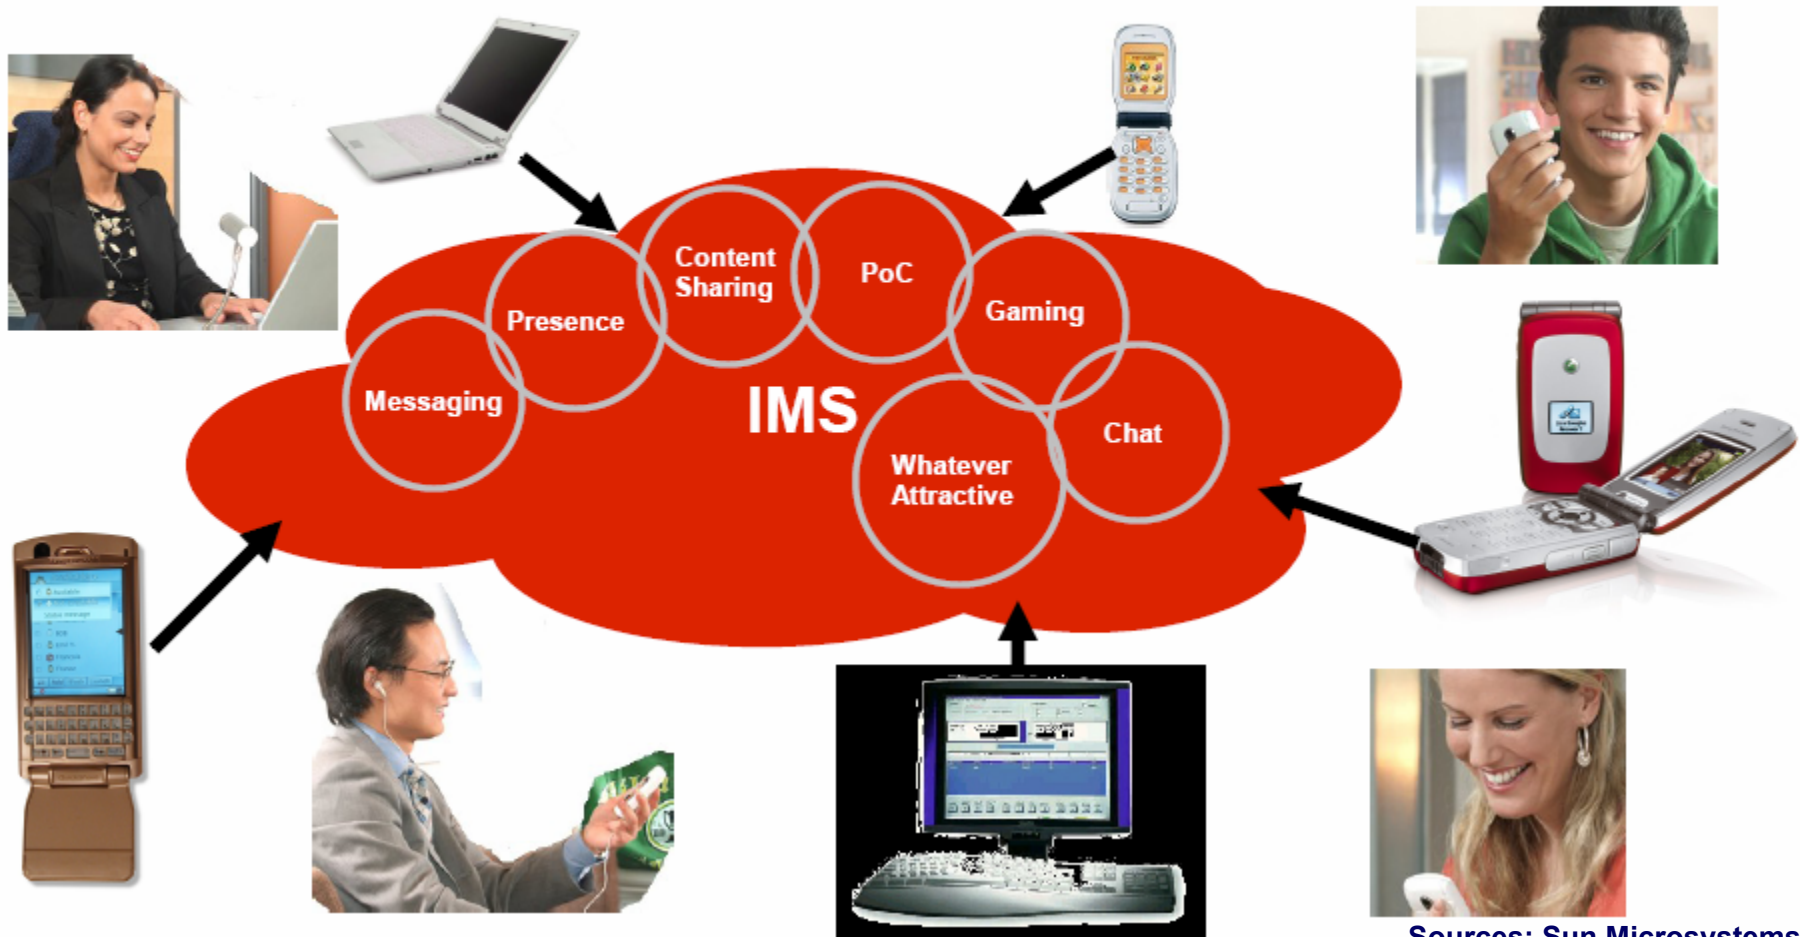 Content
Sharing
PoC
Presence
Gaming
Messaging
IMS
Chat
Whatever
Attractive
Sources: Sun Microsystems